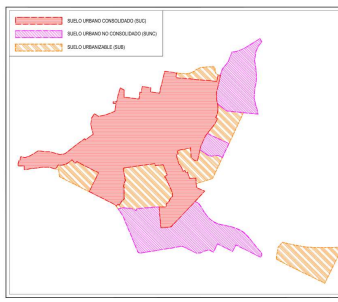 SUELO URBANO CONSOLIDADO (SUC)
SUELO URBANO NO CONSOLIDADO (SUNC)
SUELO URBANIZABLE (SUB)